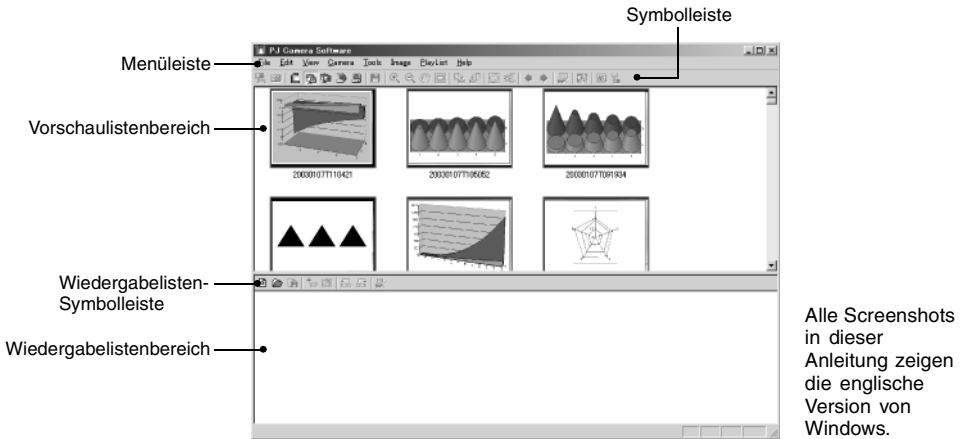 Symbolleiste
PJ Camera Software
Menüleiste
File Edit View Camera Tools Image PlayList Help
Vorschaulistenbereich
20030107T110421 20030107T105052 20030107T091934
Wiedergabelisten-
Symbolleiste
Wiedergabelistenbereich
Alle Screenshots
in dieser
Anleitung zeigen
die englische
Version von
Windows.